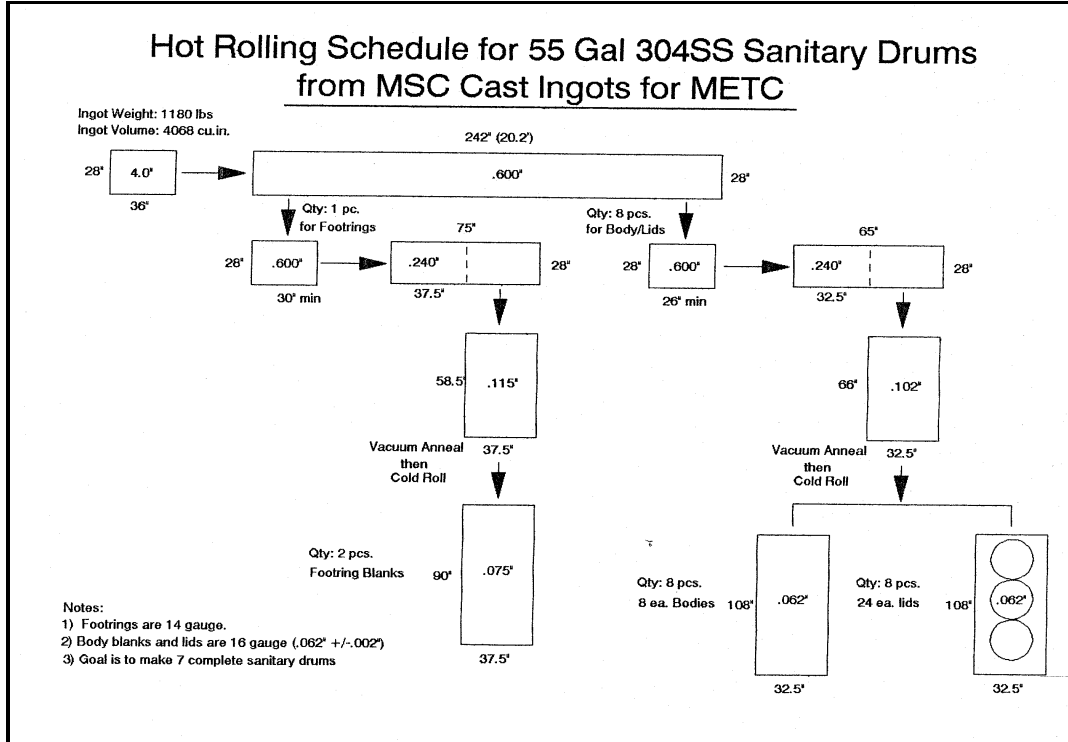 Hot Rolling Schedule for 55 Gal 304SS Sanitary Drums
from MSC Cast Ingots for METC
Ingot Weight: 1180 lbs
Ingot Volume: 4068 cu.in.
242" (20.2')
28"
4.0"
.600"
28"
36"
Qty: 1 pc.
for Footrings
Qty: 8 pcs.
for Body/Lids
75"
65"
28"
.600"
.240"
28"
28"
.600"
.240"
28"
30" min
37.5"
26" min
32.5"
58.5"
.115"
66"
.102"
Vacuum Anneal
then
Cold Roll
37.5"
Vacuum Anneal
then
Cold Roll
32.5"
Qty: 2 pcs.
Footring Blanks
90"
.075"
37.5"
Qty: 8 pcs.
8 ea. Bodies
108"
.062"
32.5"
Qty: 8 pcs.
24 ea. lids
108"
.062"
32.5"
Notes:
1) Footrings are 14 gauge.
2) Body blanks and lids are 16 gauge (.062" +/-.002")
3) Goal is to make 7 complete sanitary drums